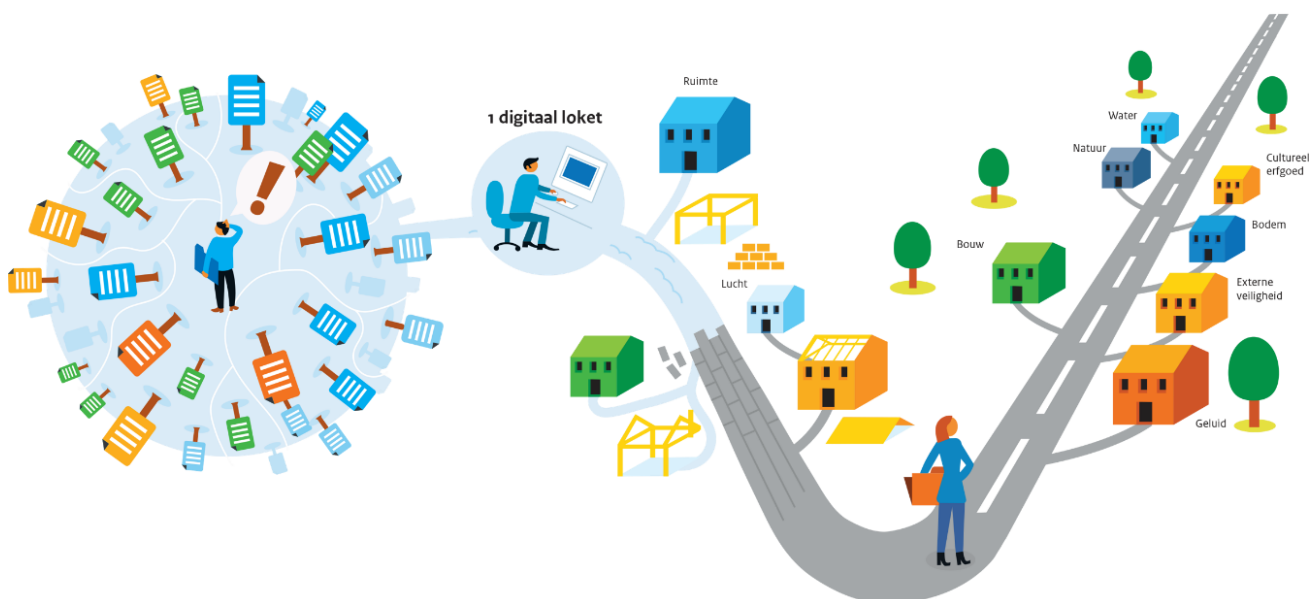 1 digitaal loket
Ruimte
Lucht
Bouw
Water
Natuur
Cultureel
erfgoed
Bodem
Externe
veiligheid
Geluid